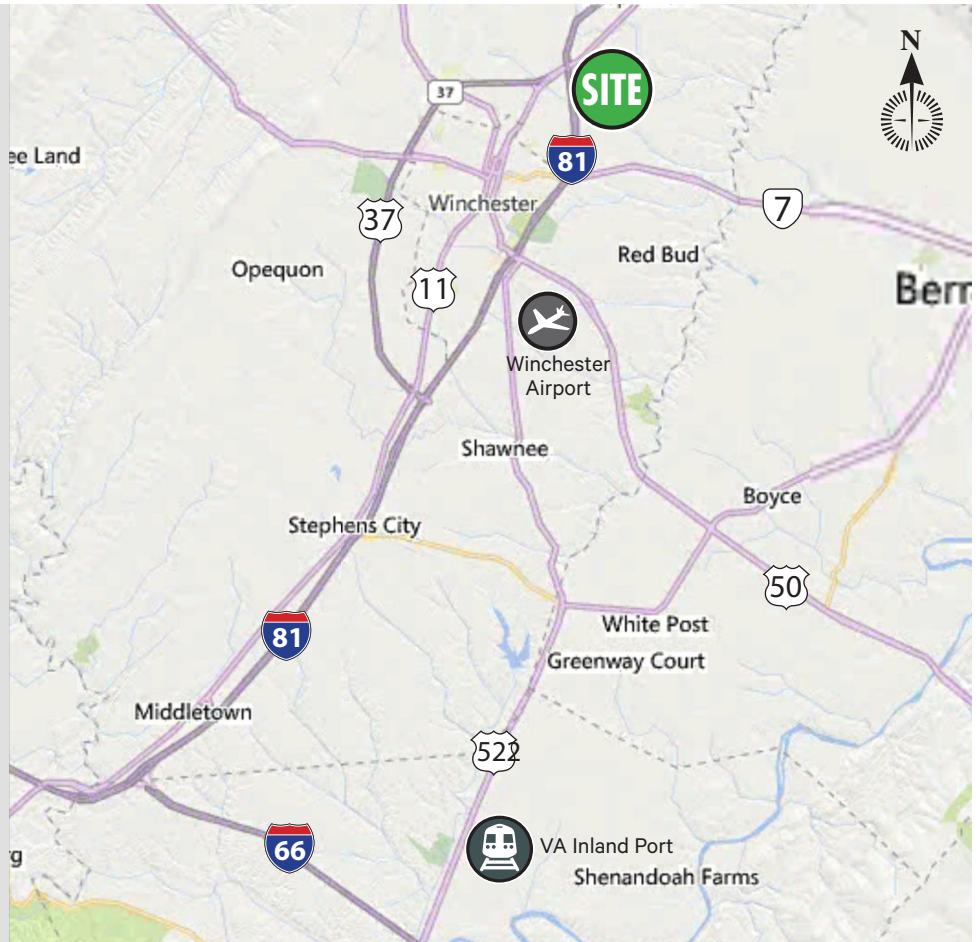 N
37
SITE
81
ee Land
Winchester
37
7
Red Bud
Opequon
11
Bern
Winchester
Airport
Shawnee
Boyce
Stephens City
50
81
White Post
Greenway Court
Middletown
522
66
VA Inland Port
g
Shenandoah Farms